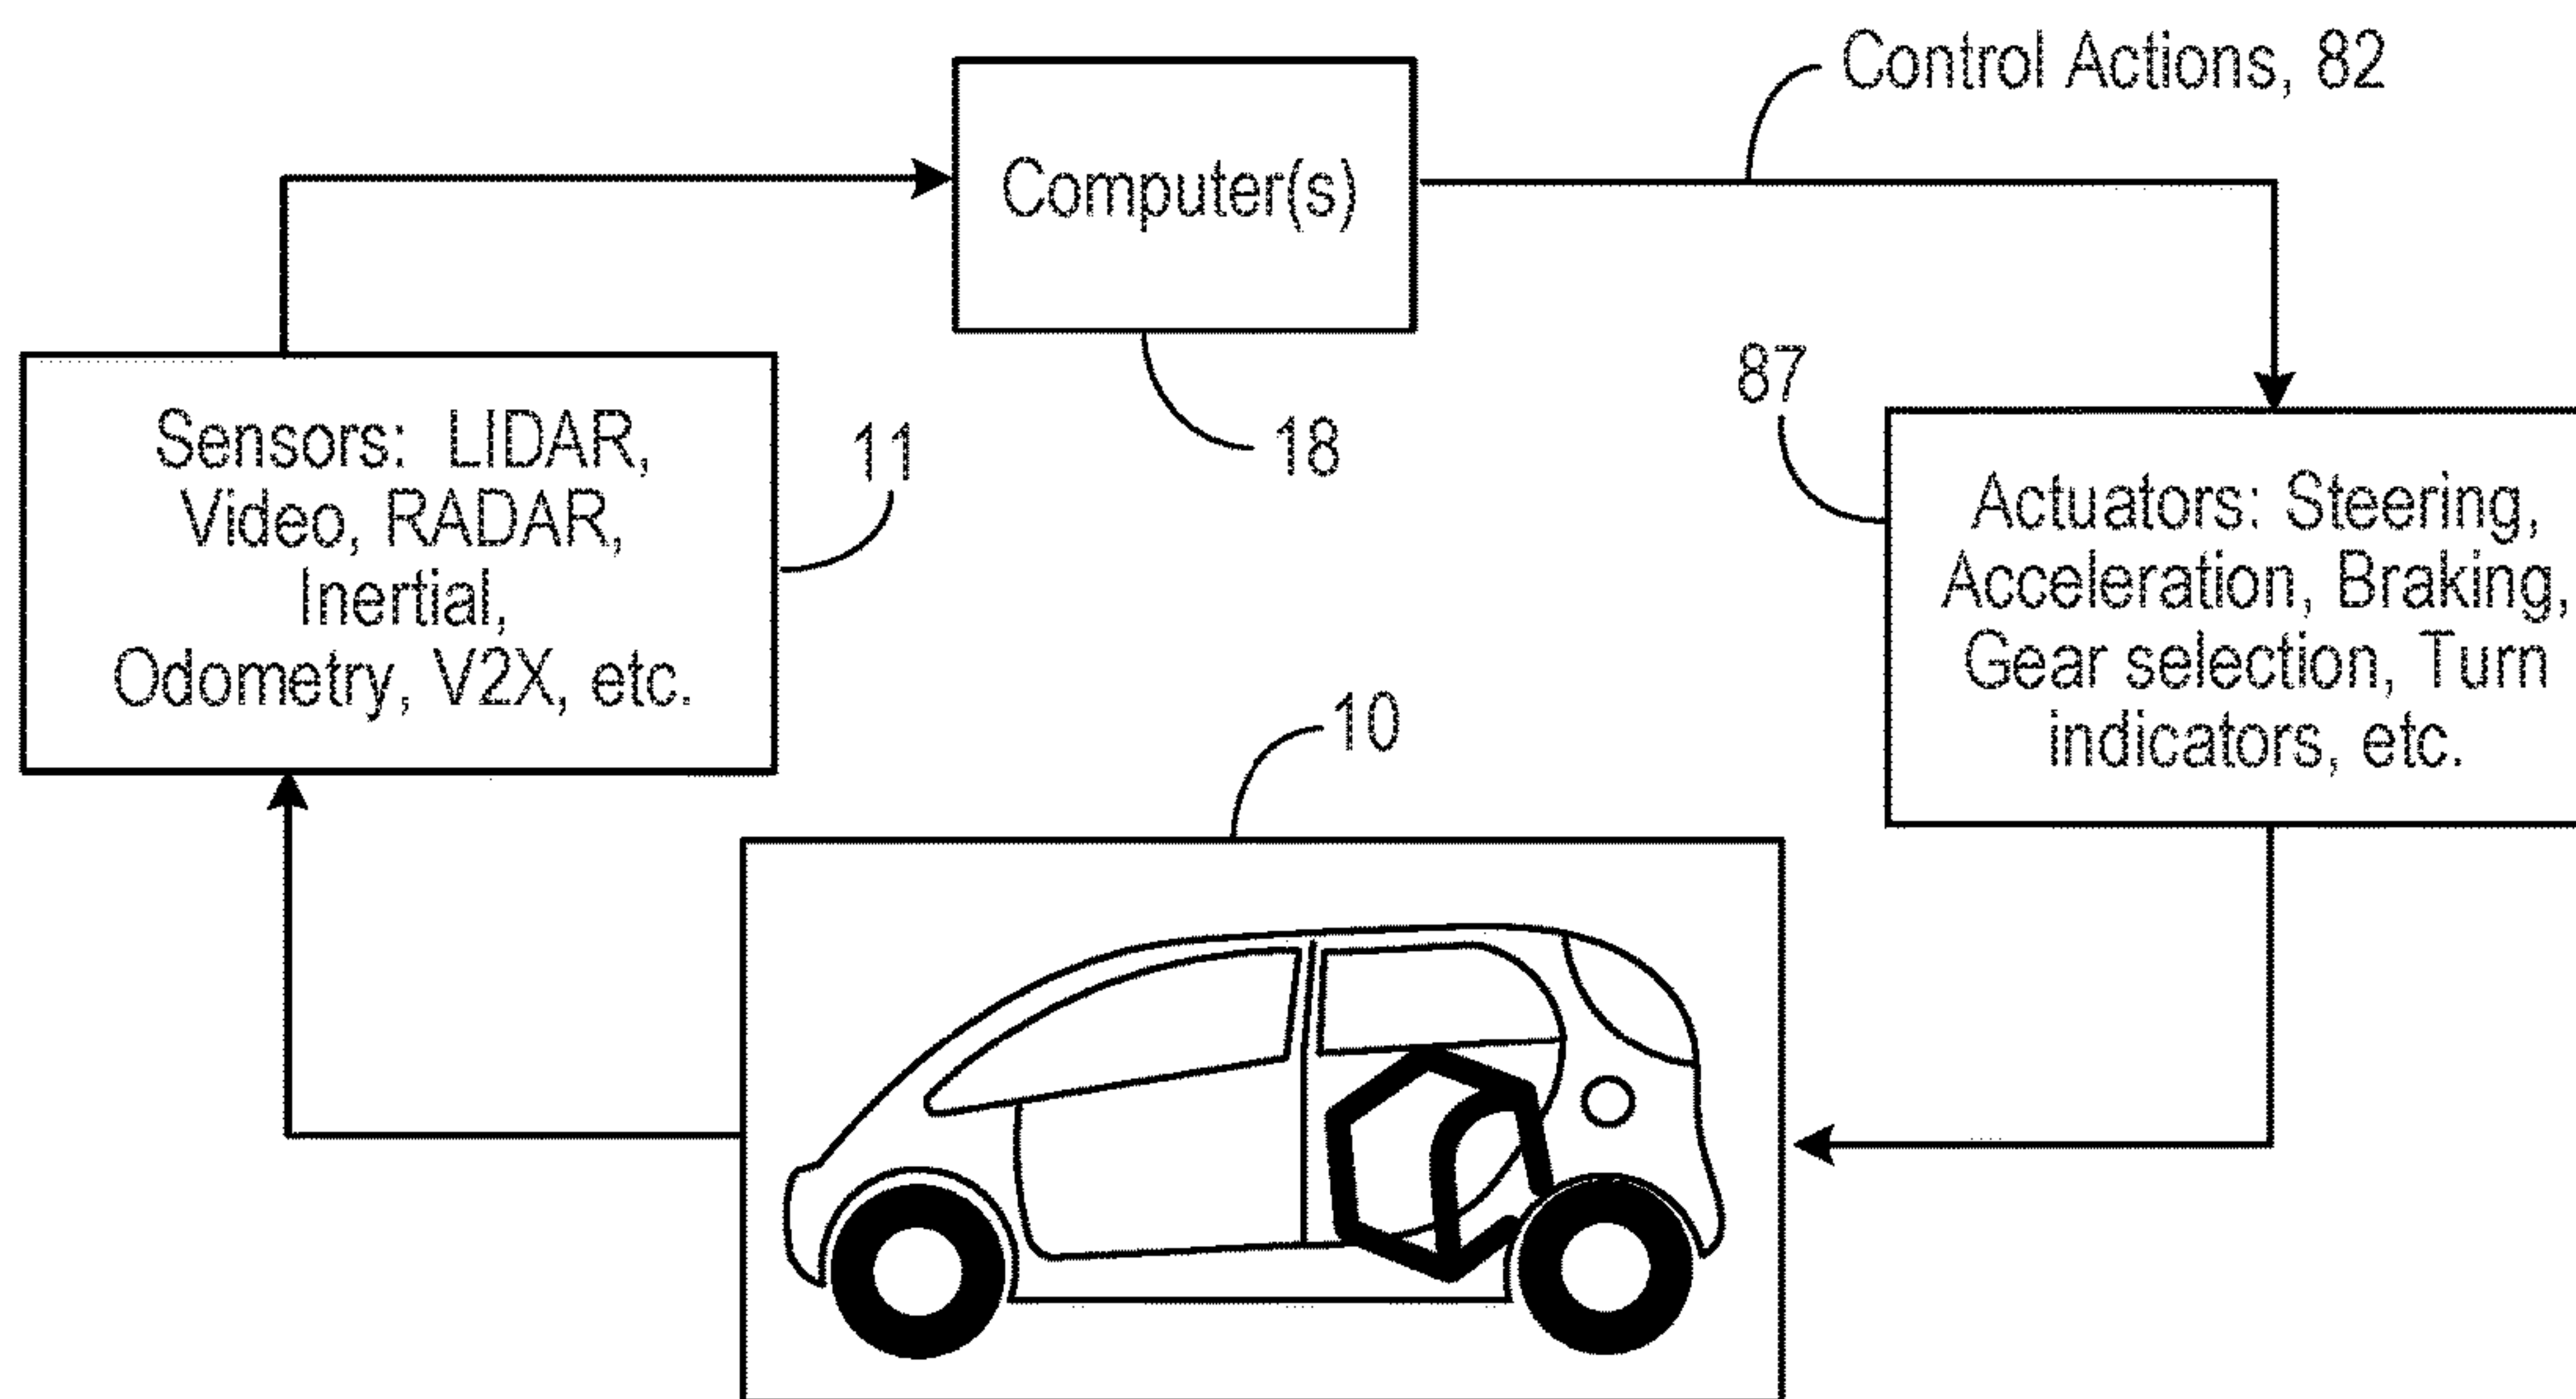 Control Actions, 82
Computer(s)
18
Sensors: LIDAR,
Video, RADAR,
Inertial,
Odometry, V2X, etc.
11
87
Actuators: Steering,
Acceleration, Braking,
Gear selection, Turn
indicators, etc.
10